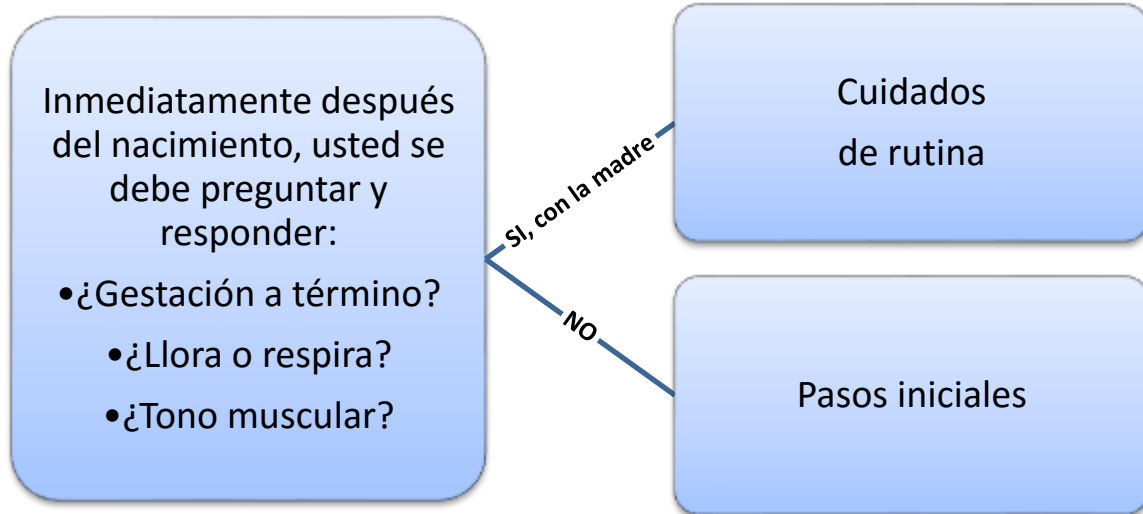 Inmediatamente después
del nacimiento, usted se
debe preguntar y
responder:
•¿Gestación a término?
•¿Llora o respira?
•¿Tono muscular?
SI, con la madre
Cuidados
de rutina
NO
Pasos iniciales